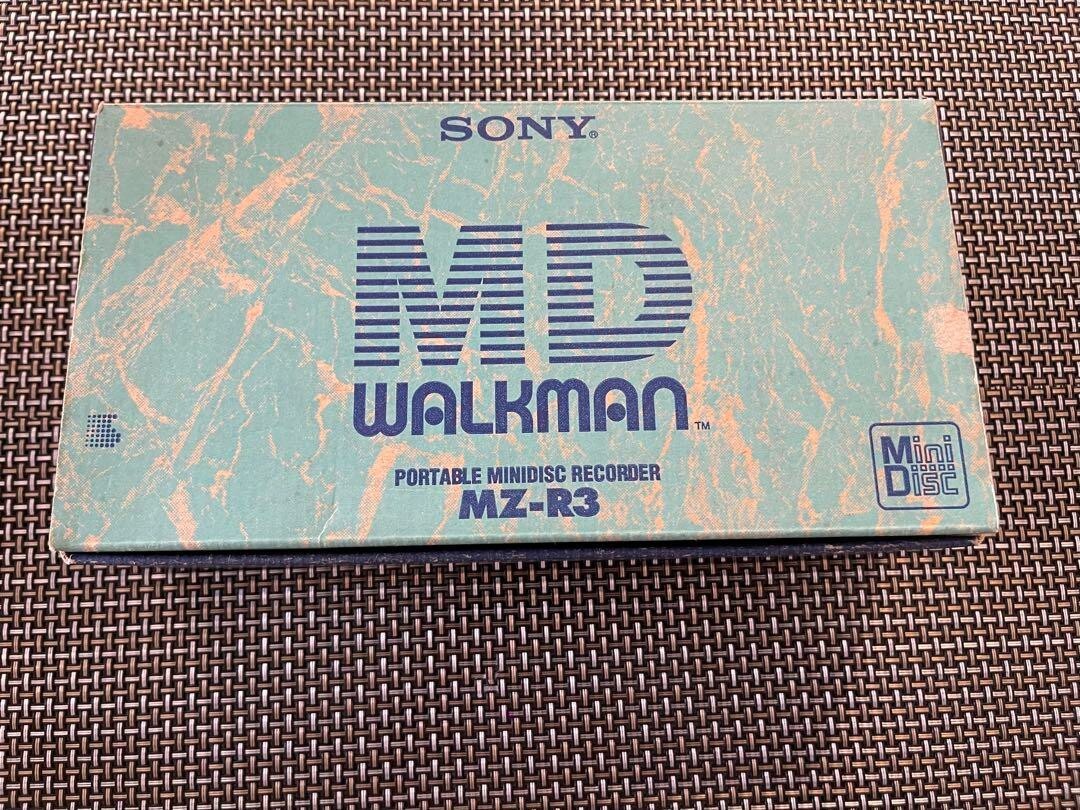 SONY®
MD
WALKMAN™
PORTABLE MINIDISC RECORDER
MZ-R3
Mini
Disc